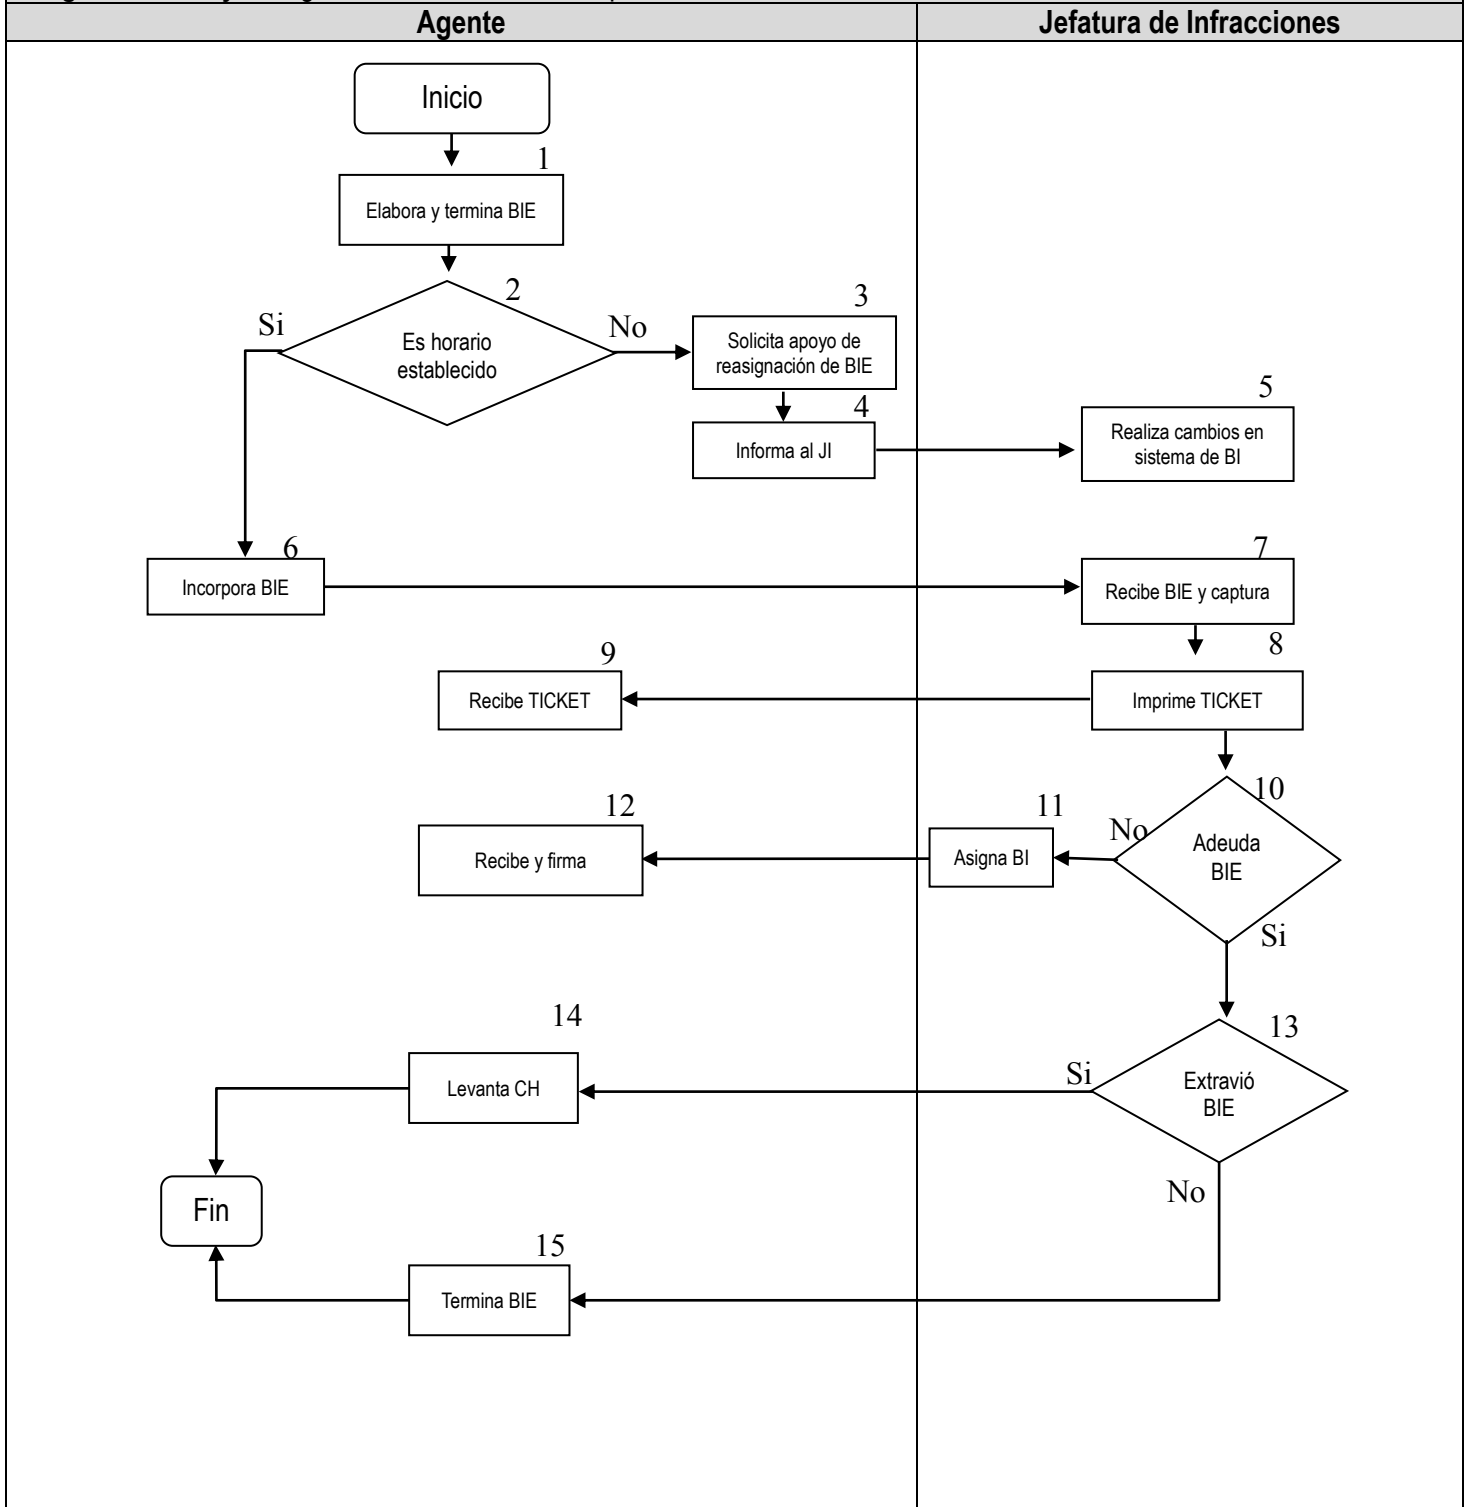 Agente
Jefatura de Infracciones
Inicio
1
Elabora y termina BIE
2
Si
No
Es horario
establecido
3
Solicita apoyo de
reasignación de BIE
4
Informa al JI
5
Realiza cambios en
sistema de BI
6
Incorpora BIE
7
Recibe BIE y captura
8
Imprime TICKET
9
Recibe TICKET
10
Adeuda
BIE
No
Si
11
Asigna BI
12
Recibe y firma
13
Extravió
BIE
Si
No
14
Levanta CH
Fin
15
Termina BIE